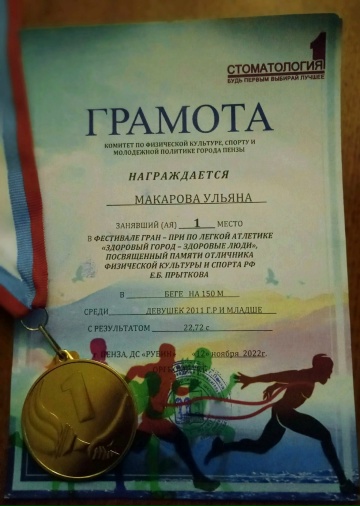 СТОМАТОЛОГИЯ 1
БУДЬ ПЕРВЫМ ВЫБИРАЙ ЛУЧШЕЕ
ГРАМОТА
КОМИТЕТ ПО ФИЗИЧЕСКОЙ КУЛЬТУРЕ, СПОРТУ И
МОЛОДЕЖНОЙ ПОЛИТИКЕ ГОРОДА ПЕНЗЫ
НАГРАЖДАЕТСЯ
МАКАРОВА УЛЬЯНА
ЗАНЯВШИЙ (АЯ) 1 МЕСТО
В ФЕСТИВАЛЕ ГРАН – ПРИ ПО ЛЕГКОЙ АТЛЕТИКЕ
«ЗДОРОВЫЙ ГОРОД – ЗДОРОВЫЕ ЛЮДИ»,
ПОСВЯЩЕННЫЙ ПАМЯТИ ОТЛИЧНИКА
ФИЗИЧЕСКОЙ КУЛЬТУРЫ И СПОРТА РФ
Е.Б. ПРЫТКОВА
В БЕГЕ НА 150 М
СРЕДИ ДЕВУШЕК 2011 Г.Р И МЛАДШЕ
С РЕЗУЛЬТАТОМ 22,72 с
ПЕНЗА, ДС «РУБИН» 12 ноября 2022г.
1